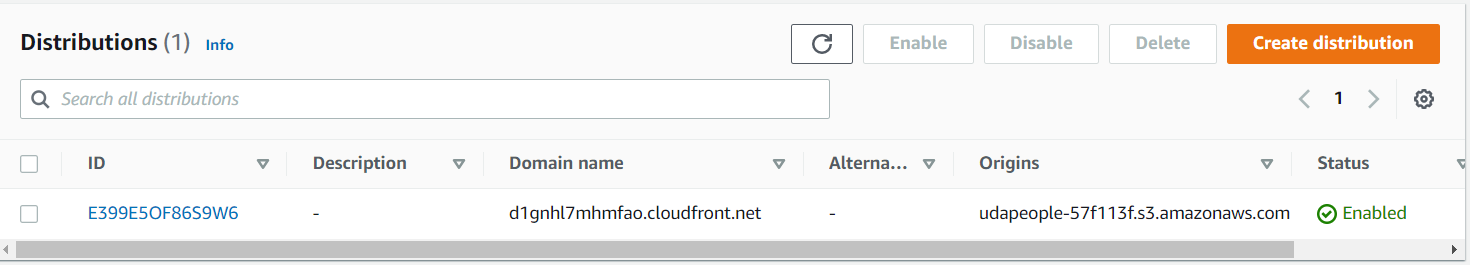 Distributions (1) Info Enable Disable Delete Create distribution
Search all distributions 1
ID Description Domain name Alterna... Origins Status
E399E5OF86S9W6 - d1gnhl7mhmfao.cloudfront.net - udapeople-57f113f.s3.amazonaws.com Enabled